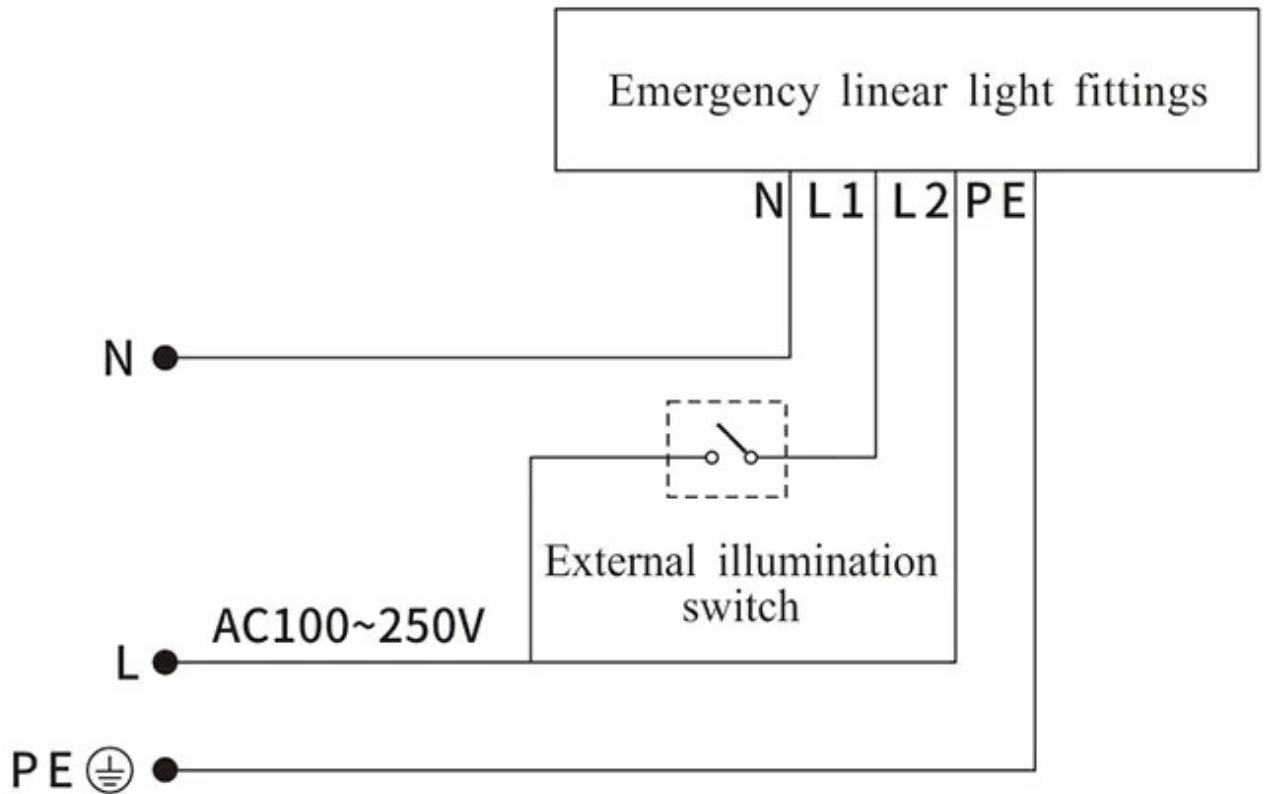 Emergency linear light fittings
N L1 L2 PE
N
External illumination
switch
AC100~250V
L
PE